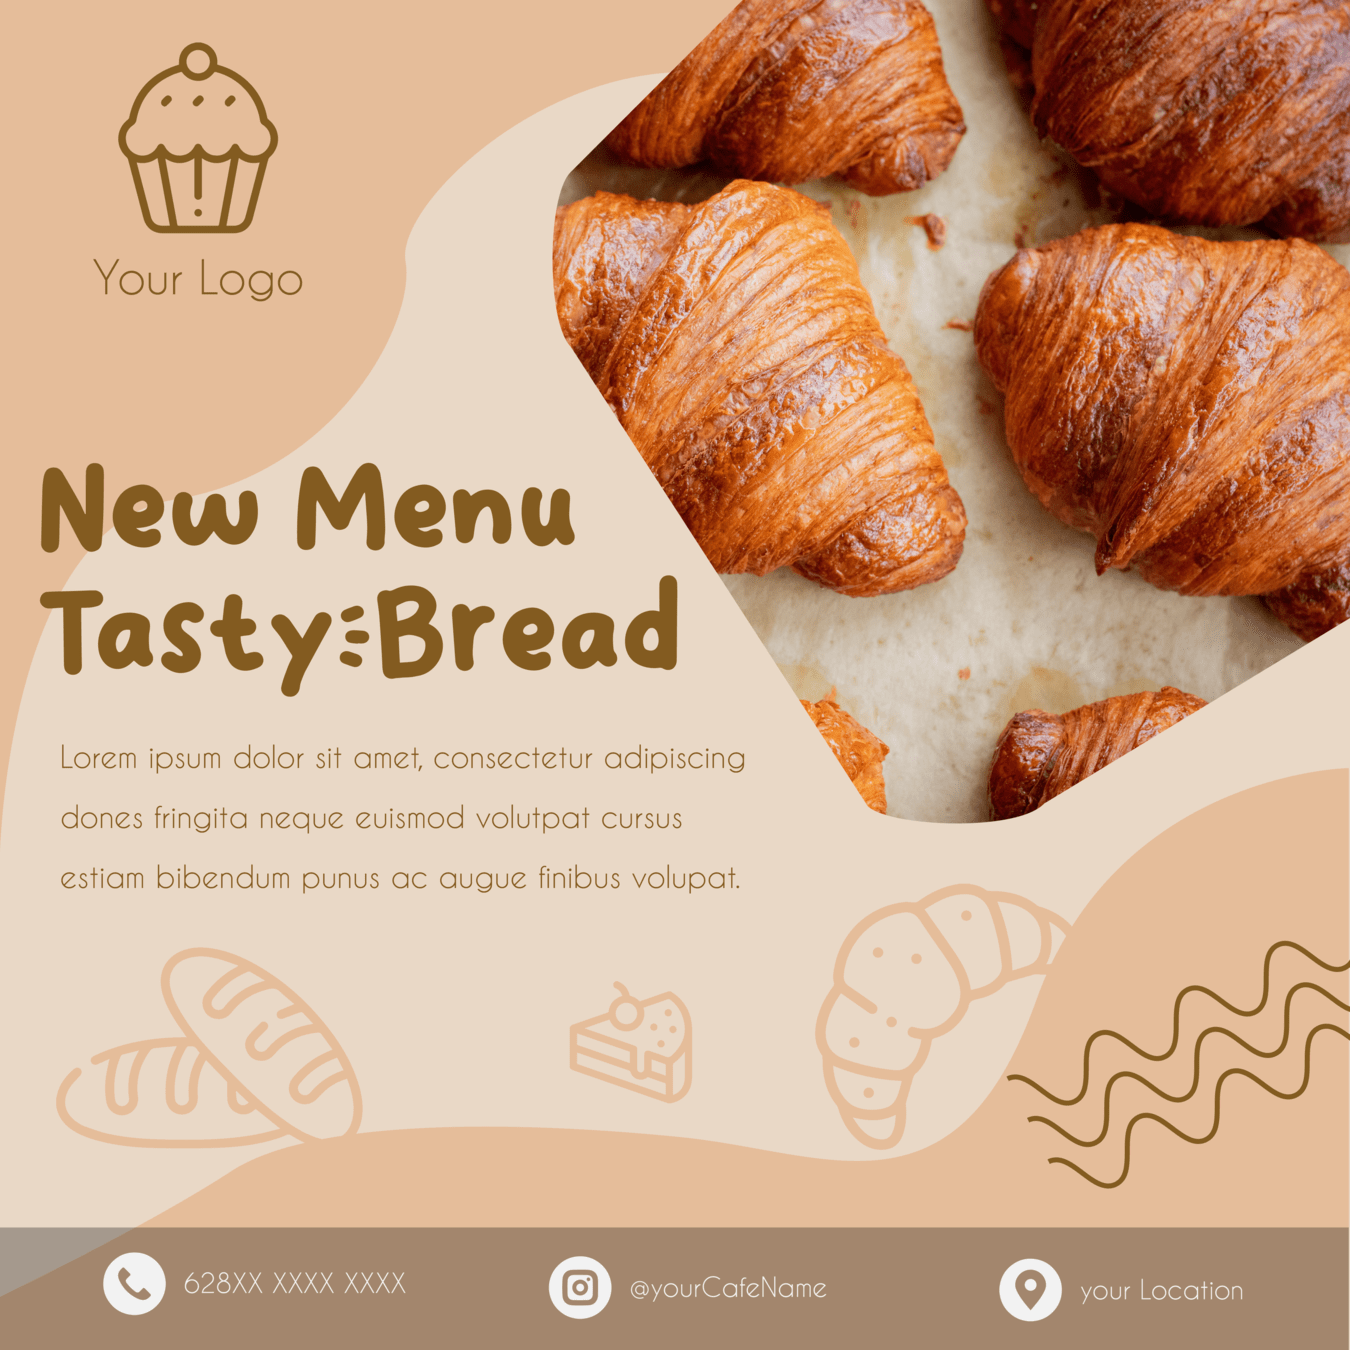 Your Logo
New Menu
Tasty Bread
Lorem ipsum dolor sit amet, consectetur adipiscing
dones fringita neque euismod volutpat cursus
estiam bibendum punus ac augue finibus volupat.
628XX XXXX XXXX
@yourCafeName
your Location